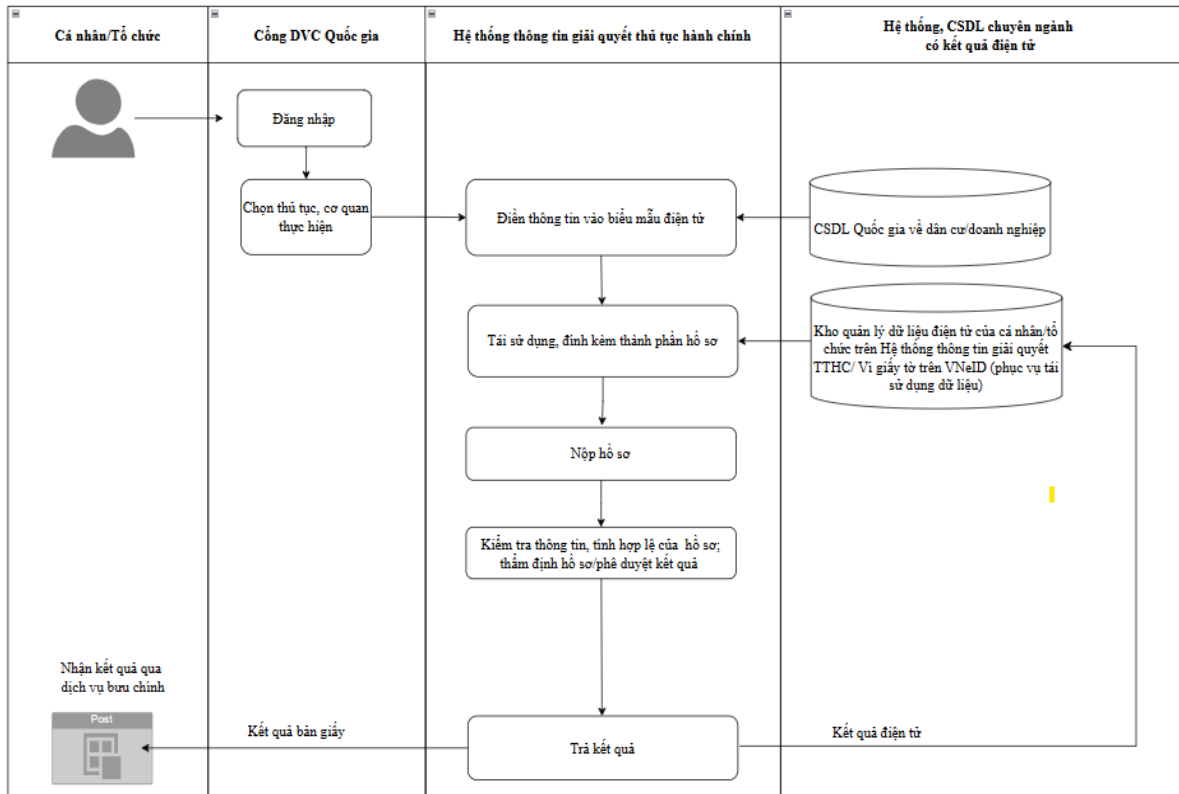 Cá nhân/Tổ chức
Cổng DVC Quốc gia
Hệ thống thông tin giải quyết thủ tục hành chính
Hệ thống, CSDL chuyên ngành
có kết quả điện tử
Đăng nhập
Chọn thủ tục, cơ quan
thực hiện
Điền thông tin vào biểu mẫu điện tử
CSDL Quốc gia về dân cư/doanh nghiệp
Tái sử dụng, đính kèm thành phần hồ sơ
Kho quản lý dữ liệu điện tử của cá nhân/tổ
chức trên Hệ thống thông tin giải quyết
TTHC/ Ví giấy tờ trên VNeID (phục vụ tái
sử dụng dữ liệu)
Nộp hồ sơ
Kiểm tra thông tin, tính hợp lệ của hồ sơ;
thẩm định hồ sơ/phê duyệt kết quả
Nhận kết quả qua
dịch vụ bưu chính
Post
Kết quả bản giấy
Trả kết quả
Kết quả điện tử